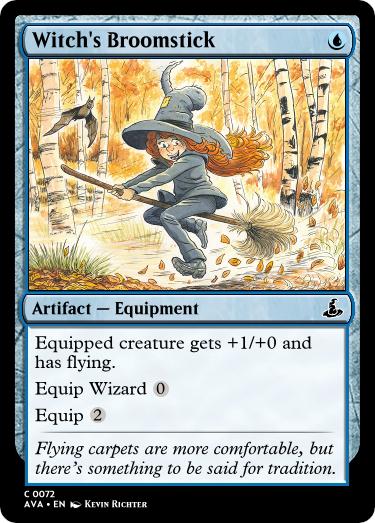 Witch's Broomstick
Artifact — Equipment
Equipped creature gets +1/+0 and
has flying.
Equip Wizard 0
Equip 2
Flying carpets are more comfortable, but
there's something to be said for tradition.
C 0072
AVA • EN Kevin Richter